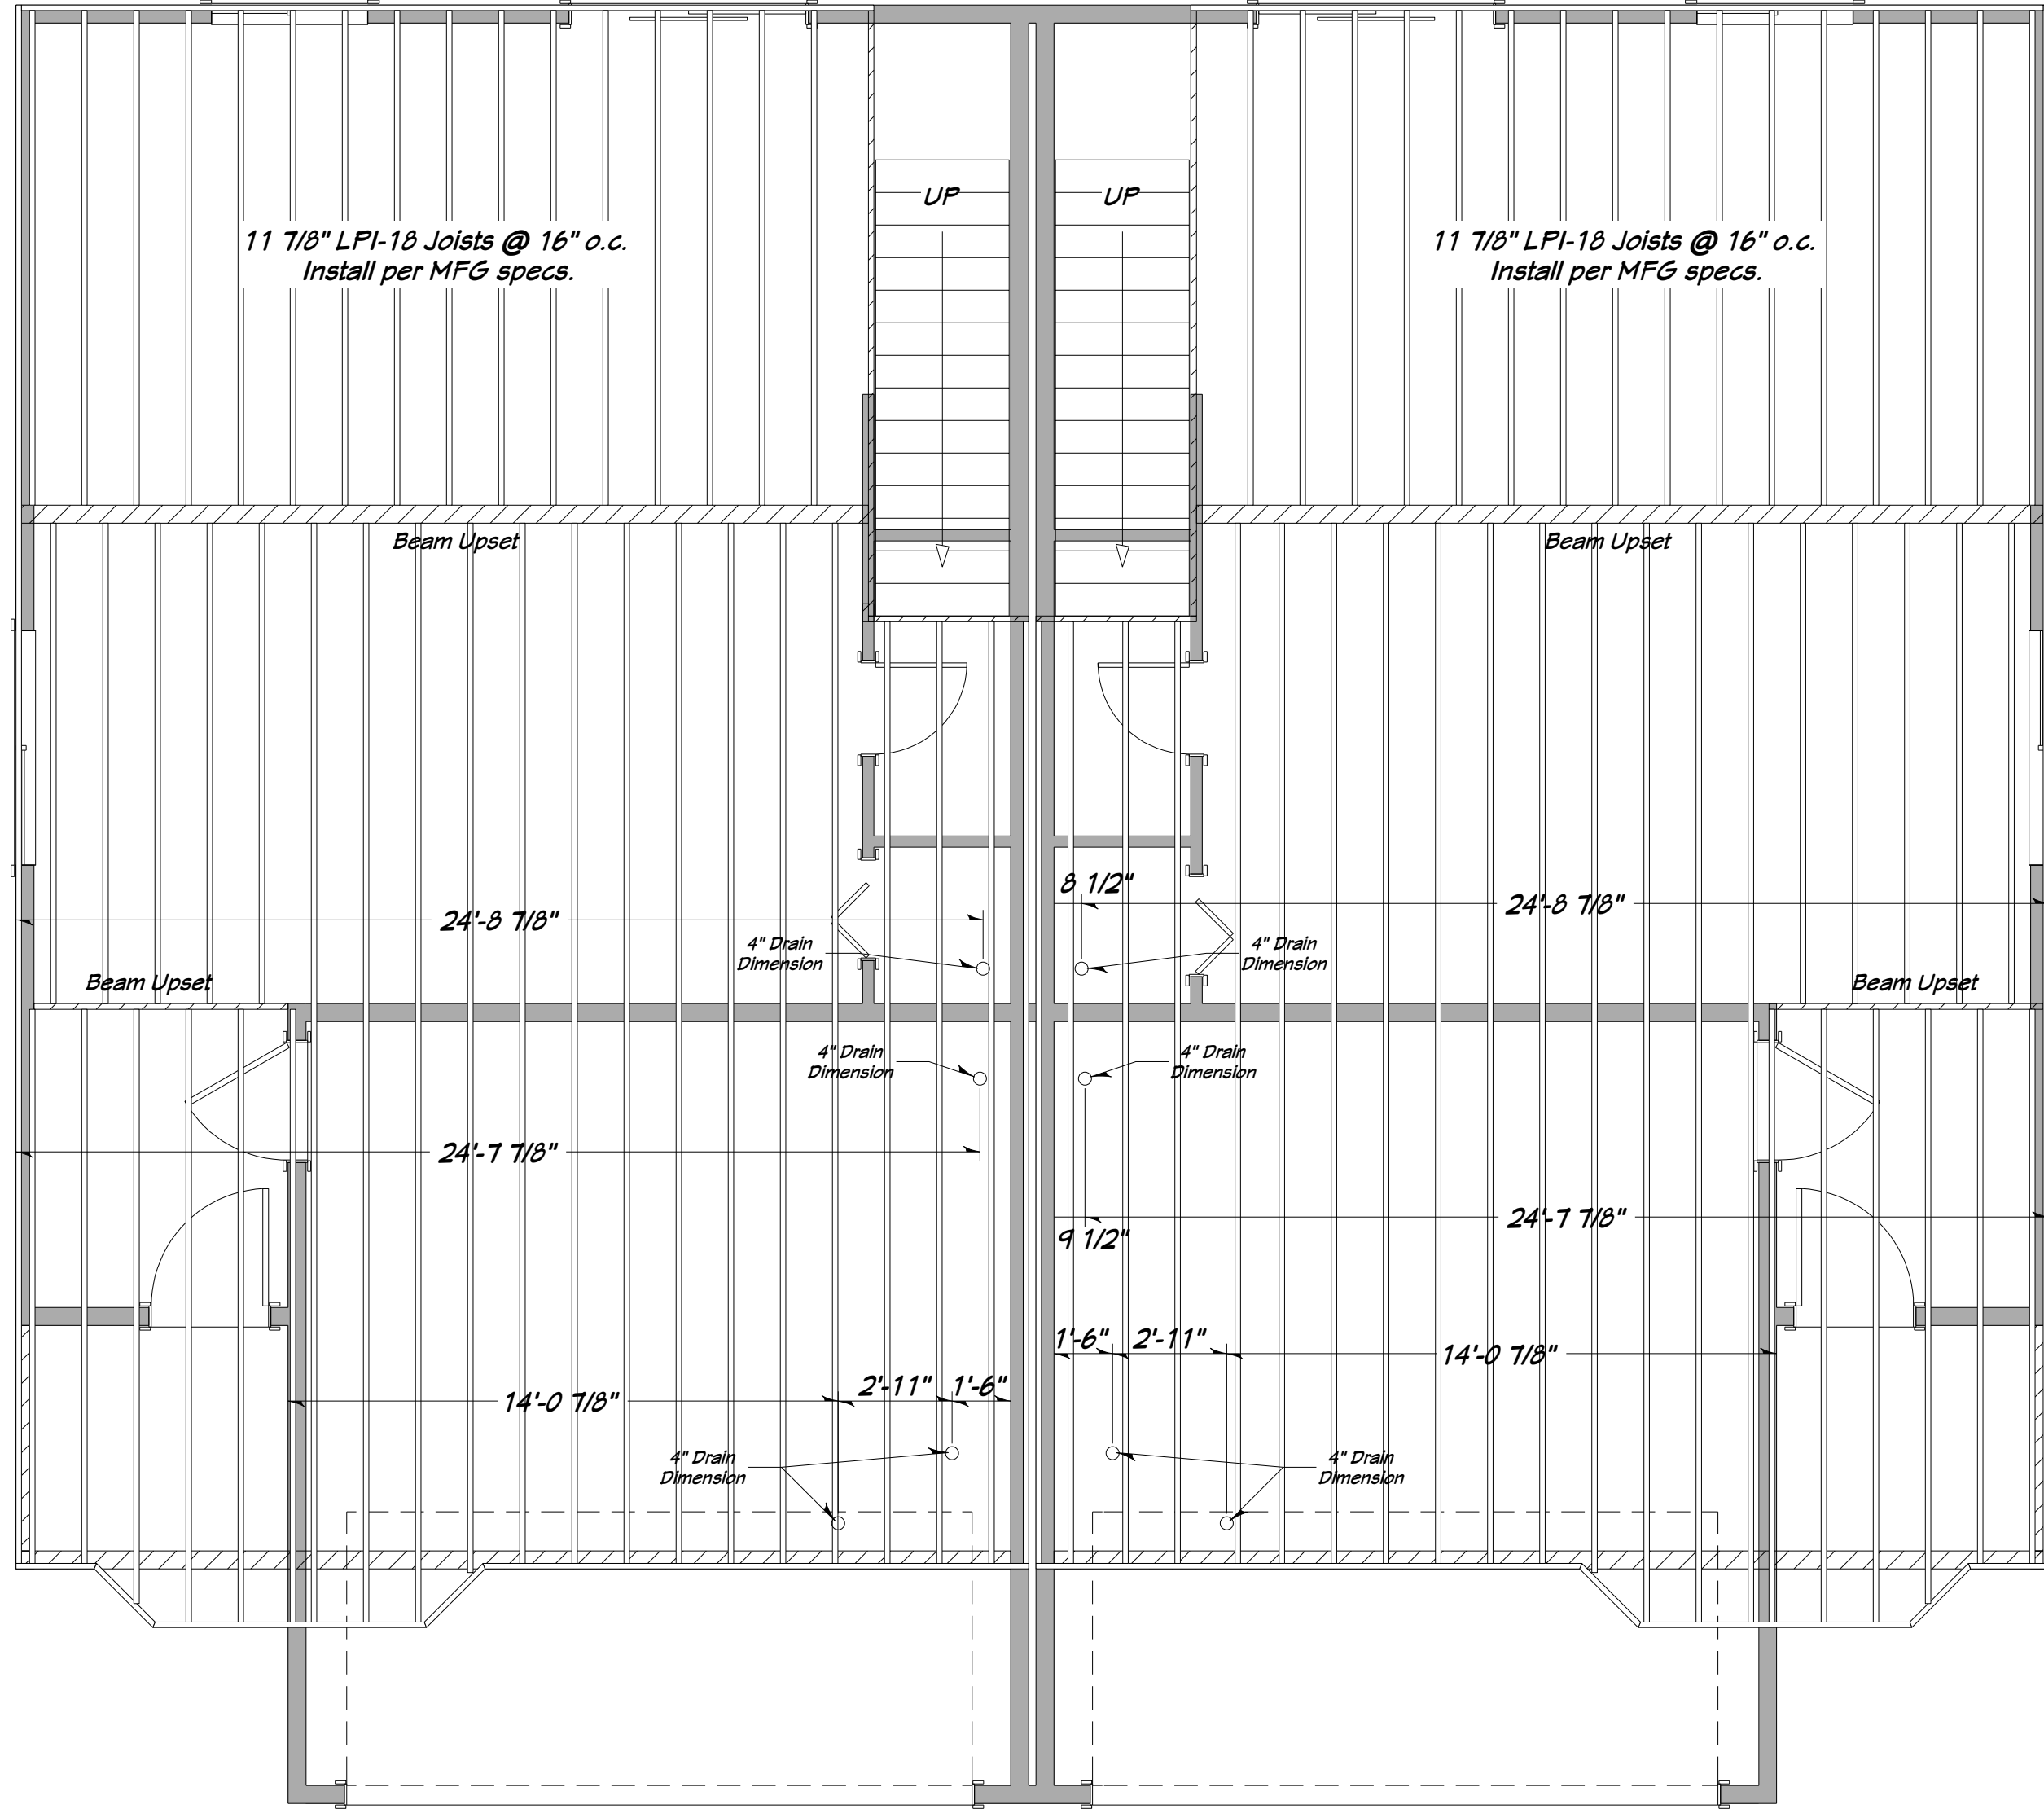 UP
UP
11 7/8" LPI-18 Joists @ 16" o.c.
Install per MFG specs.
11 7/8" LPI-18 Joists @ 16" o.c.
Install per MFG specs.
Beam Upset
Beam Upset
8 1/2"
24'-8 7/8"
24'-8 7/8"
4" Drain
Dimension
4" Drain
Dimension
Beam Upset
Beam Upset
4" Drain
Dimension
4" Drain
Dimension
24'-7 7/8"
24'-7 7/8"
9 1/2"
1'-6"
2'-11"
14'-0 7/8"
14'-0 7/8"
2'-11"
1'-6"
4" Drain
Dimension
4" Drain
Dimension